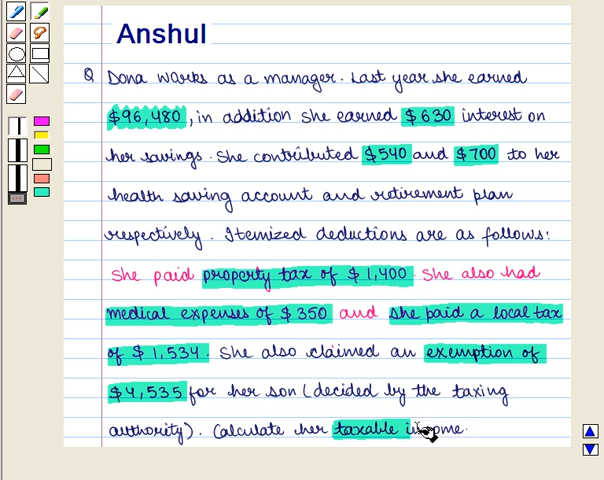 Anshul
Q Dona works as a manager. Last year she earned
$96,480, in addition she earned $630 interest on
her savings. She contributed $540 and $700 to her
health saving account and retirement plan
respectively. Itemized deductions are as follows:
She paid property tax of $1,400 She also had
medical expenses of $350 and she paid a local tax
of $1,534. She also claimed an exemption of
$4,535 for her son (decided by the taxing
authority). Calculate her taxable income.